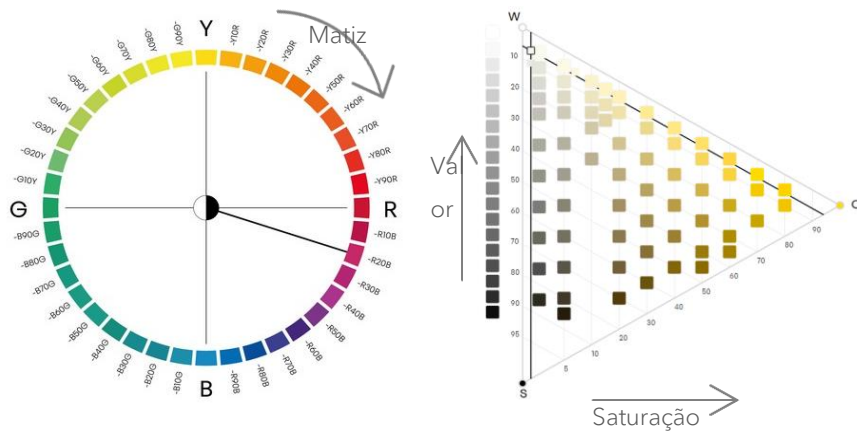 Y
-Y10R
-Y20R
-Y30R
-Y40R
-Y50R
-Y60R
-Y70R
-Y80R
-Y90R
R
-R10B
-R20B
-R30B
-R40B
-R50B
-R60B
-R70B
-R80B
-R90B
B
-B10G
-B20G
-B30G
-B40G
-B50G
-B60G
-B70G
-B80G
-B90G
G
-G10Y
-G20Y
-G30Y
-G40Y
-G50Y
-G60Y
-G70Y
-G80Y
-G90Y
Matiz
Val
or
W
10
20
30
40
50
60
70
80
90
95
S
5
10
20
30
40
50
60
70
80
90
C
Saturação